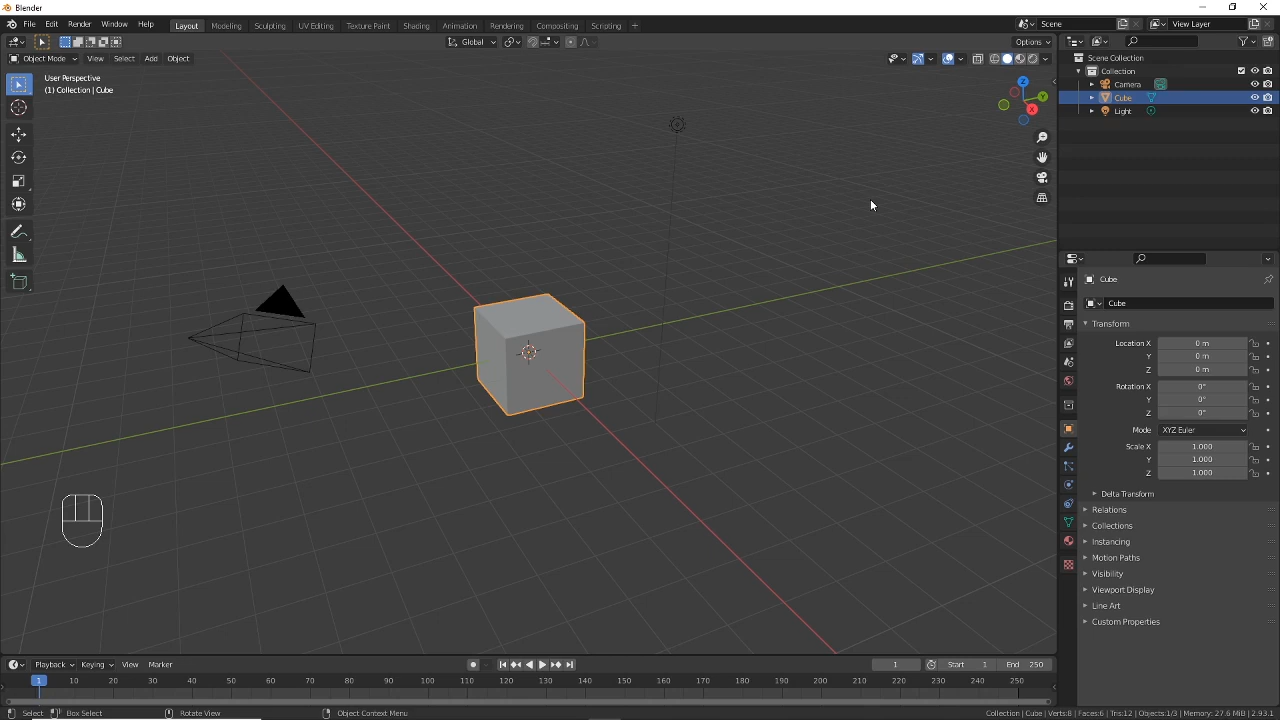 Blender
File Edit Render Window Help Layout Modeling Sculpting UV Editing Texture Paint Shading Animation Rendering Compositing Scripting + Scene View Layer
Global Options
Object Mode View Select Add Object
User Perspective
(1) Collection | Cube
Z
Y
X
Scene Collection
Collection
Camera
Cube
Light
Cube
Cube
Transform
Location X 0 m
Y 0 m
Z 0 m
Rotation X 0°
Y 0°
Z 0°
Mode XYZ Euler
Scale X 1.000
Y 1.000
Z 1.000
Delta Transform
Relations
Collections
Instancing
Motion Paths
Visibility
Viewport Display
Line Art
Custom Properties
Playback Keying View Marker 1 Start 1 End 250
1 10 20 30 40 50 60 70 80 90 100 110 120 130 140 150 160 170 180 190 200 210 220 230 240 250
Select Box Select Rotate View Object Context Menu Collection | Cube | Verts:8 | Faces:6 | Tris:12 | Objects:1/3 | Memory: 27.6 MiB | 2.93.1